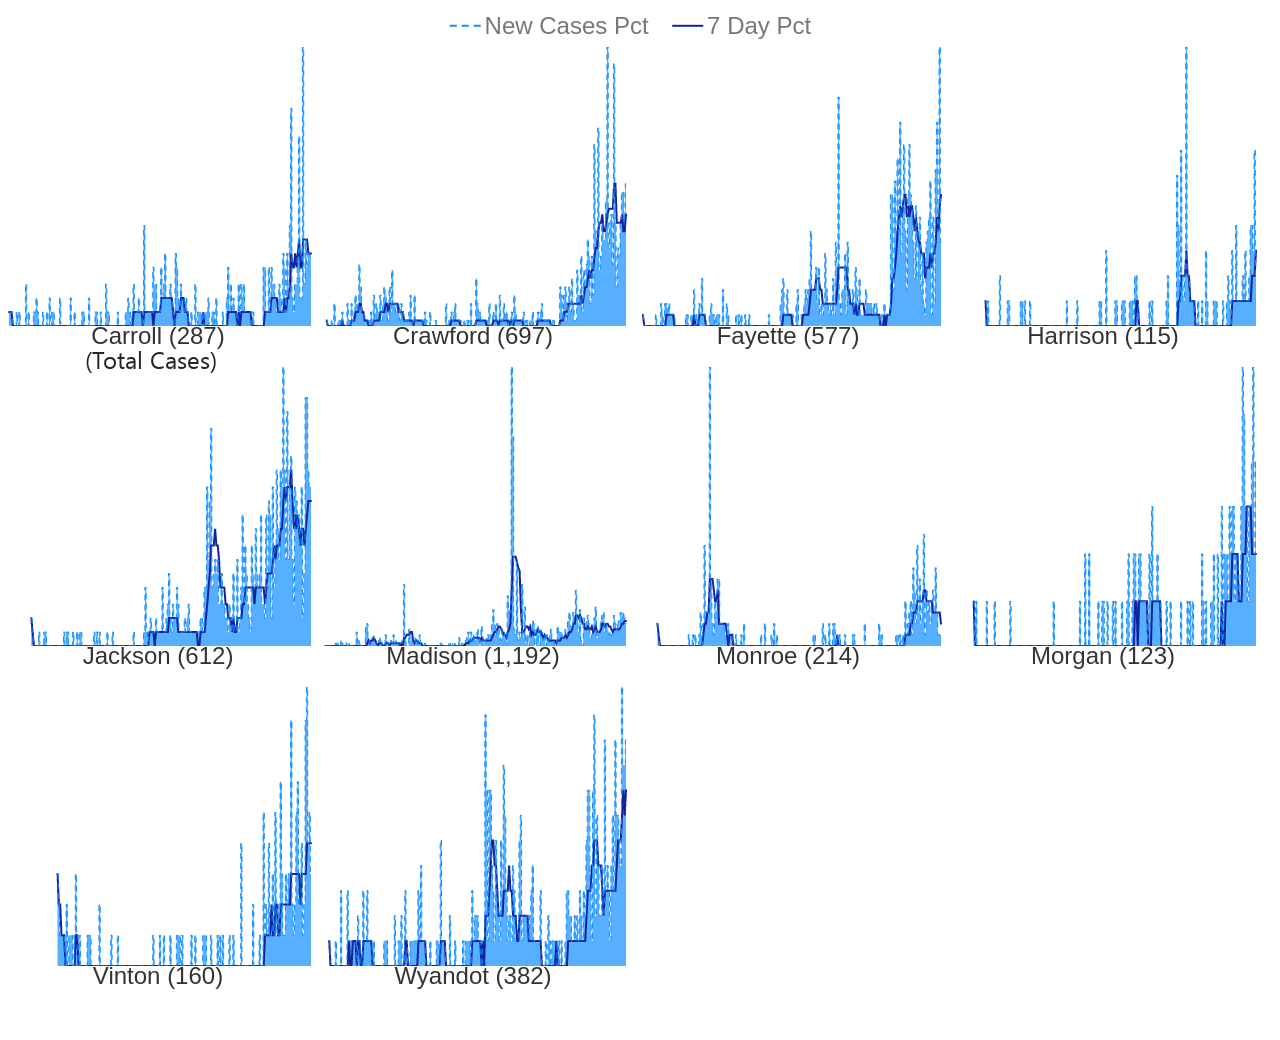 New Cases Pct 7 Day Pct
Carroll (287) Crawford (697) Fayette (577) Harrison (115)
(Total Cases)
Jackson (612) Madison (1,192) Monroe (214) Morgan (123)
Vinton (160) Wyandot (382)